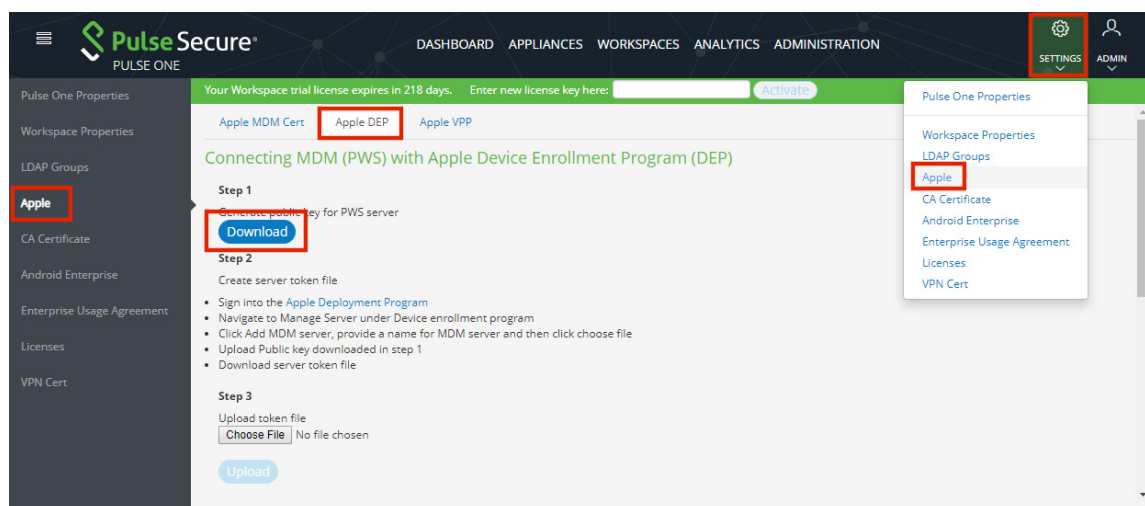 Pulse Secure®
PULSE ONE
DASHBOARD APPLIANCES WORKSPACES ANALYTICS ADMINISTRATION
SETTINGS
ADMIN
Pulse One Properties
Workspace Properties
LDAP Groups
Apple
CA Certificate
Android Enterprise
Enterprise Usage Agreement
Licenses
VPN Cert
Your Workspace trial license expires in 218 days. Enter new license key here: Activate
Apple MDM Cert Apple DEP Apple VPP
Connecting MDM (PWS) with Apple Device Enrollment Program (DEP)
Step 1
Generate public key for PWS server
Download
Step 2
Create server token file
• Sign into the Apple Deployment Program
• Navigate to Manage Server under Device enrollment program
• Click Add MDM server, provide a name for MDM server and then click choose file
• Upload Public key downloaded in step 1
• Download server token file
Step 3
Upload token file
Choose File No file chosen
Upload
Pulse One Properties
Workspace Properties
LDAP Groups
Apple
CA Certificate
Android Enterprise
Enterprise Usage Agreement
Licenses
VPN Cert